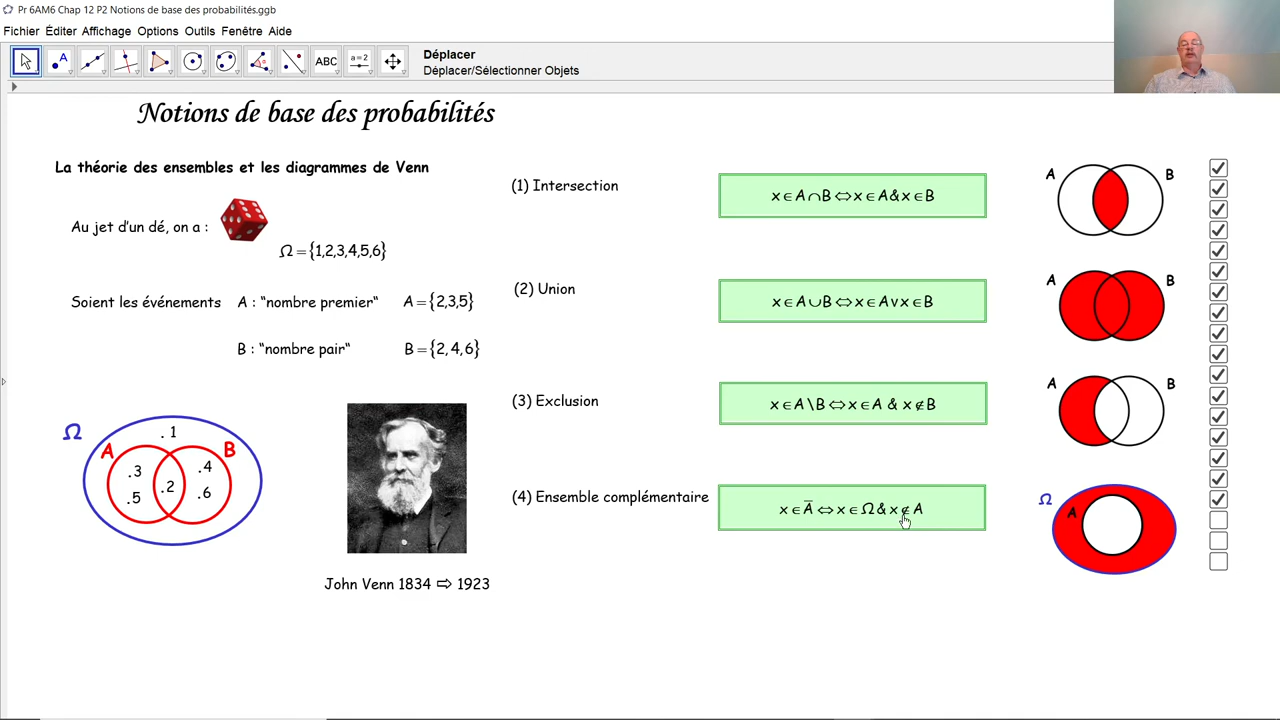 Pr 6AM6 Chap 12 P2 Notions de base des probabilités.ggb
Fichier Éditer Affichage Options Outils Fenêtre Aide
A
ABC
a=2
Déplacer
Déplacer/Sélectionner Objets
Notions de base des probabilités
La théorie des ensembles et les diagrammes de Venn
Au jet d'un dé, on a :
Ω = {1,2,3,4,5,6}
Soient les événements A : "nombre premier" A = {2,3,5}
B : "nombre pair" B = {2,4,6}
Ω
A
B
.1
.3
.5
.2
.4
.6
John Venn 1834 ⇨ 1923
(1) Intersection
x ∈ A ∩ B ⇔ x ∈ A & x ∈ B
A B
(2) Union
x ∈ A ∪ B ⇔ x ∈ A v x ∈ B
A B
(3) Exclusion
x ∈ A \ B ⇔ x ∈ A & x ∉ B
A B
(4) Ensemble complémentaire
x ∈ A̅ ⇔ x ∈ Ω & x ∉ A
Ω
A